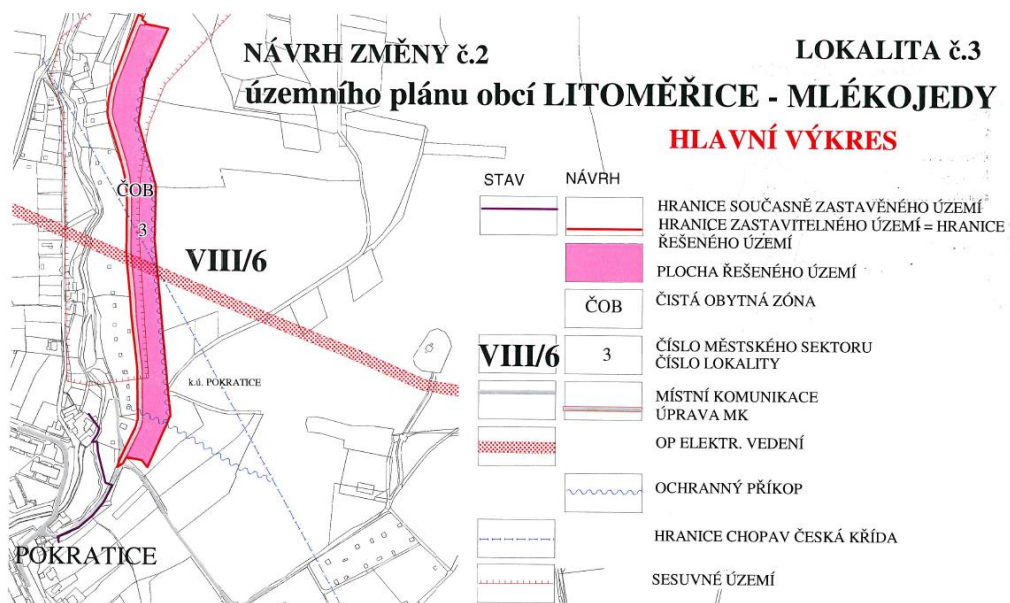 NÁVRH ZMĚNY č.2
LOKALITA č.3
územního plánu obcí LITOMĚŘICE - MLÉKOJEDY
HLAVNÍ VÝKRES
STAV
NÁVRH
HRANICE SOUČASNĚ ZASTAVĚNÉHO ÚZEMÍ
HRANICE ZASTAVITELNÉHO ÚZEMÍ = HRANICE
ŘEŠENÉHO ÚZEMÍ
PLOCHA ŘEŠENÉHO ÚZEMÍ
ČOB
ČISTÁ OBYTNÁ ZÓNA
VIII/6
3
ČÍSLO MĚSTSKÉHO SEKTORU
ČÍSLO LOKALITY
MÍSTNÍ KOMUNIKACE
ÚPRAVA MK
OP ELEKTR. VEDENÍ
OCHRANNÝ PŘÍKOP
HRANICE CHOPAV ČESKÁ KŘÍDA
SESUVNÉ ÚZEMÍ
ČOB
3
VIII/6
k.ú. POKRATICE
POKRATICE